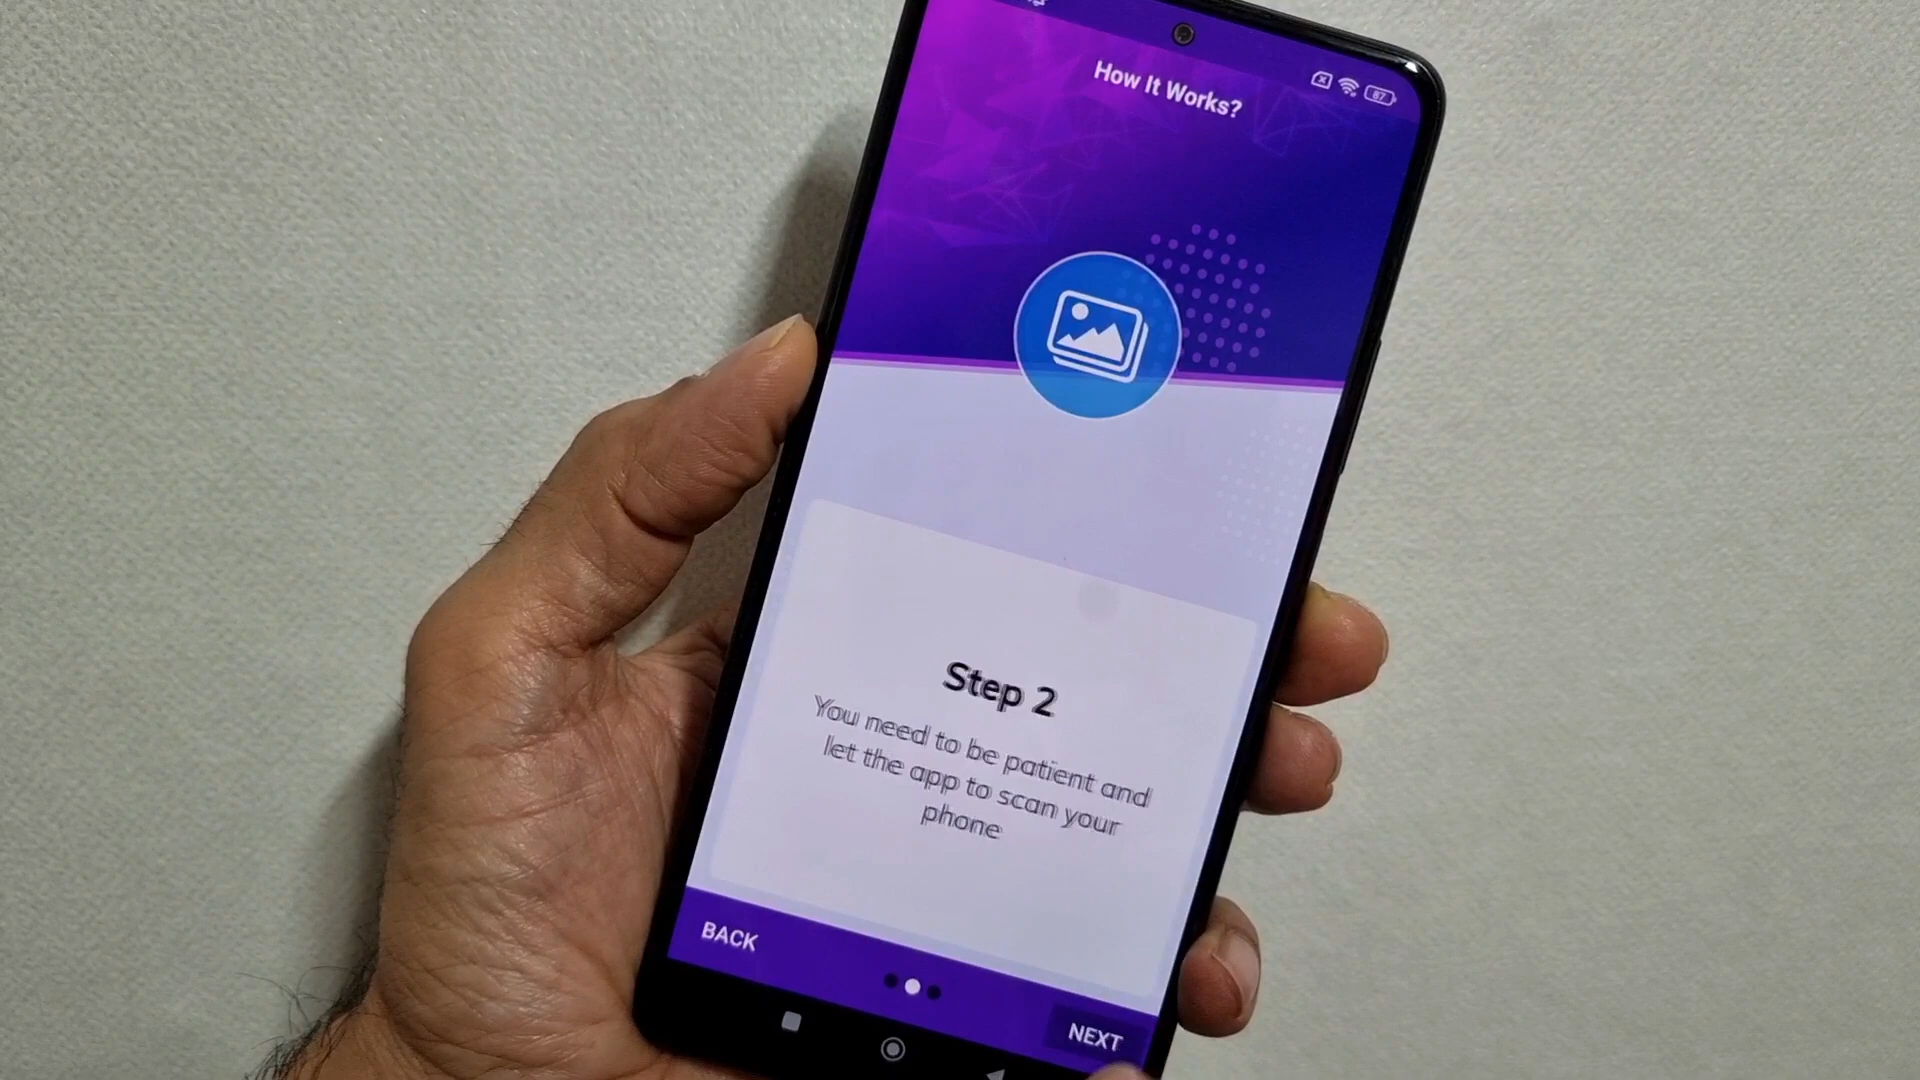 87
How It Works?
Step 2
You need to be patient and
let the app to scan your
phone
BACK
NEXT